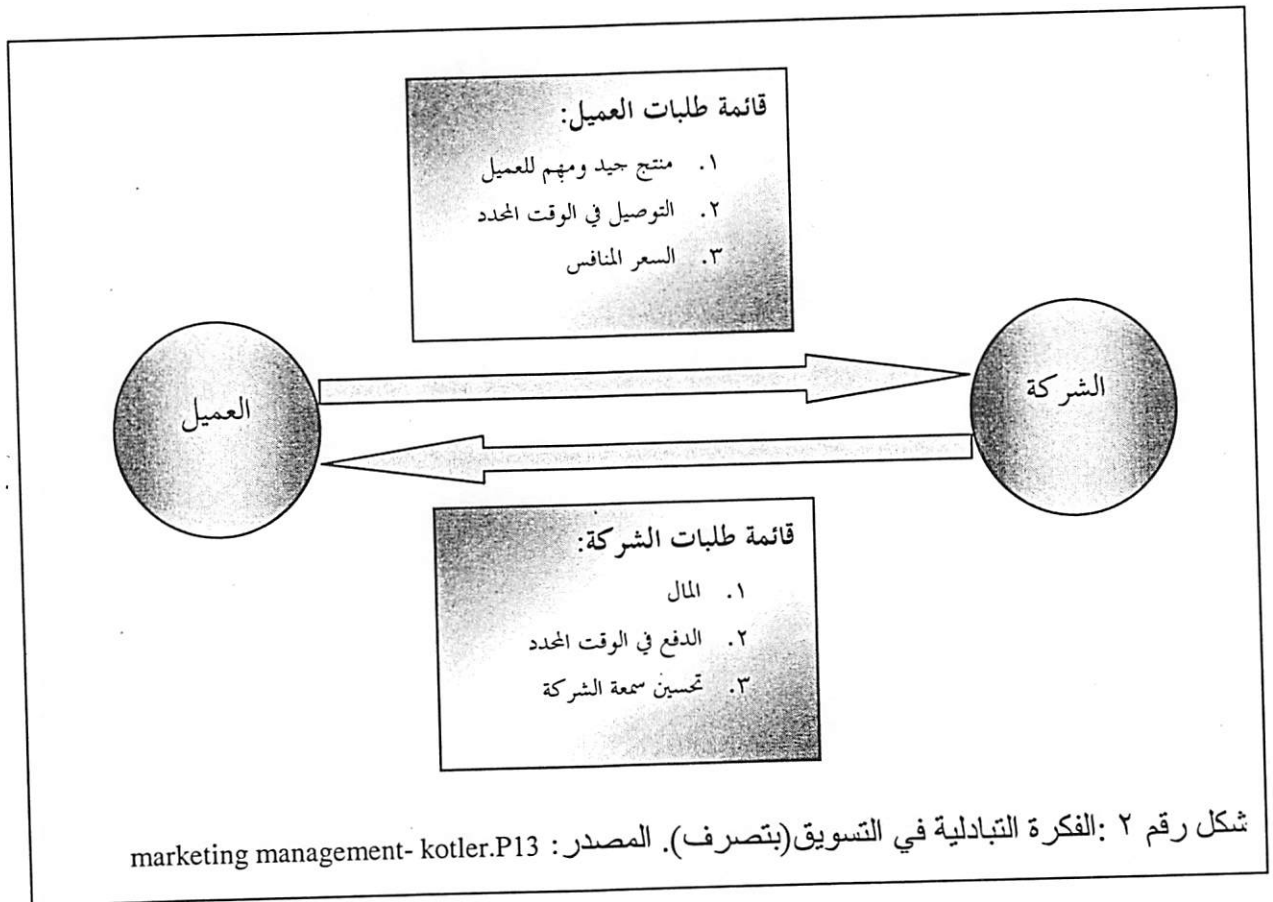 قائمة طلبات العميل:
١. منتج جيد ومهم للعميل
٢. التوصيل في الوقت المحدد
٣. السعر المنافس
الشركة
العميل
قائمة طلبات الشركة:
١. المال
٢. الدفع في الوقت المحدد
٣. تحسين سمعة الشركة
شكل رقم ٢ :الفكرة التبادلية في التسويق(بتصرف). المصدر: marketing management- kotler.P13